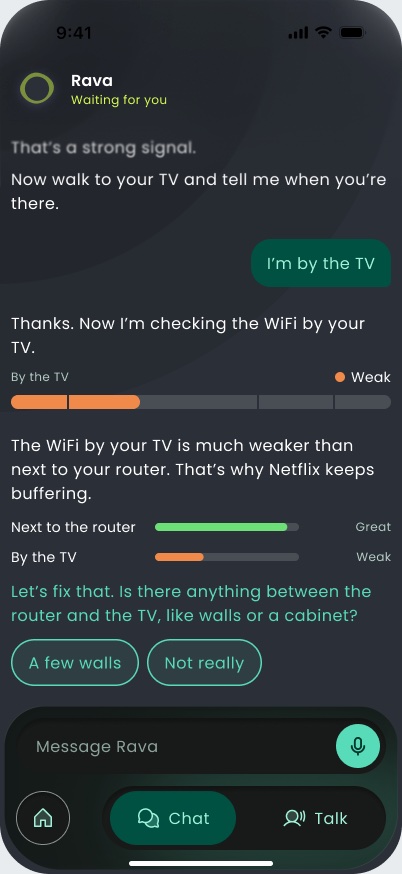 9:41
Rava
Waiting for you
That's a strong signal.
Now walk to your TV and tell me when you're
there.
I'm by the TV
Thanks. Now I'm checking the WiFi by your
TV.
By the TV
Weak
The WiFi by your TV is much weaker than
next to your router. That's why Netflix keeps
buffering.
Next to the router
Great
By the TV
Weak
Let's fix that. Is there anything between the
router and the TV, like walls or a cabinet?
A few walls
Not really
Message Rava
Chat
Talk